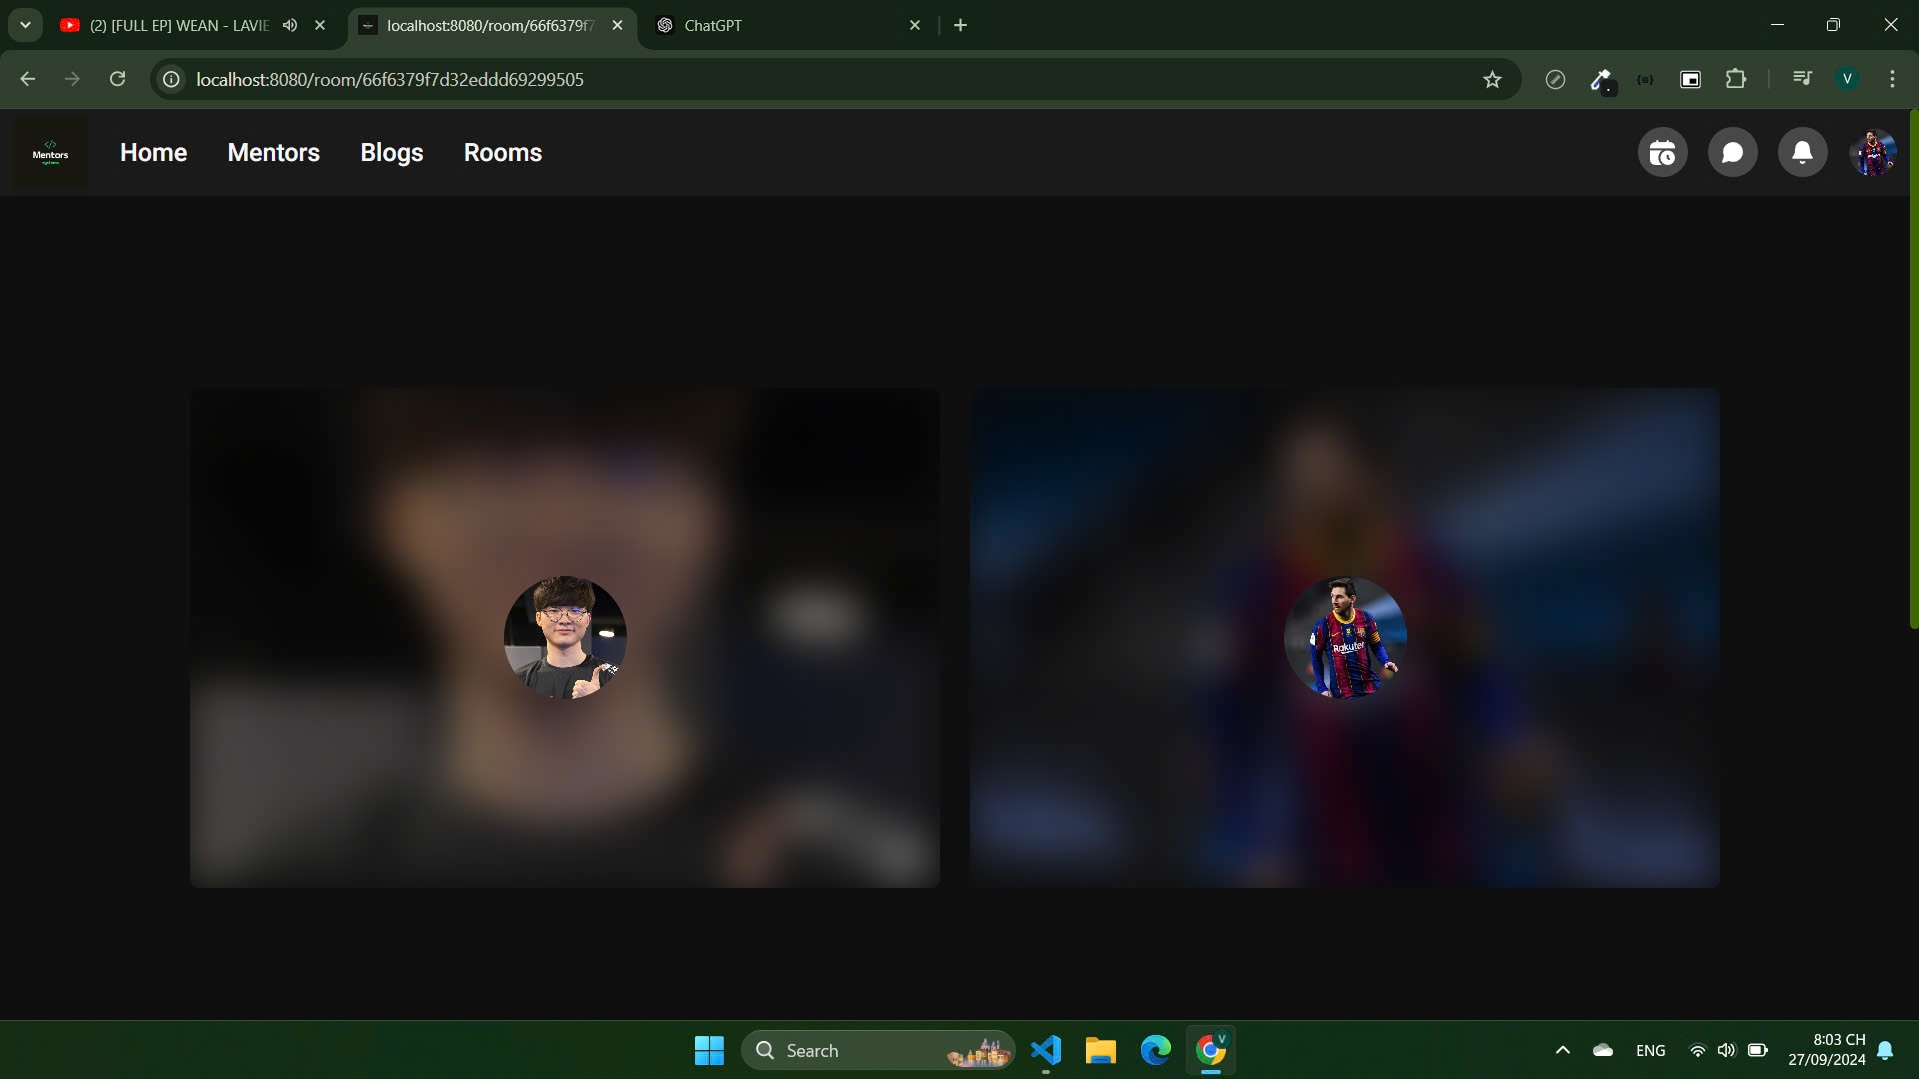 (2) [FULL EP] WEAN - LAVIE
localhost:8080/room/66f6379f7
ChatGPT
localhost:8080/room/66f6379f7d32eddd69299505
V
</>
Mentors
systems
Home
Mentors
Blogs
Rooms
Rakuten
Search
V
ENG
8:03 CH
27/09/2024